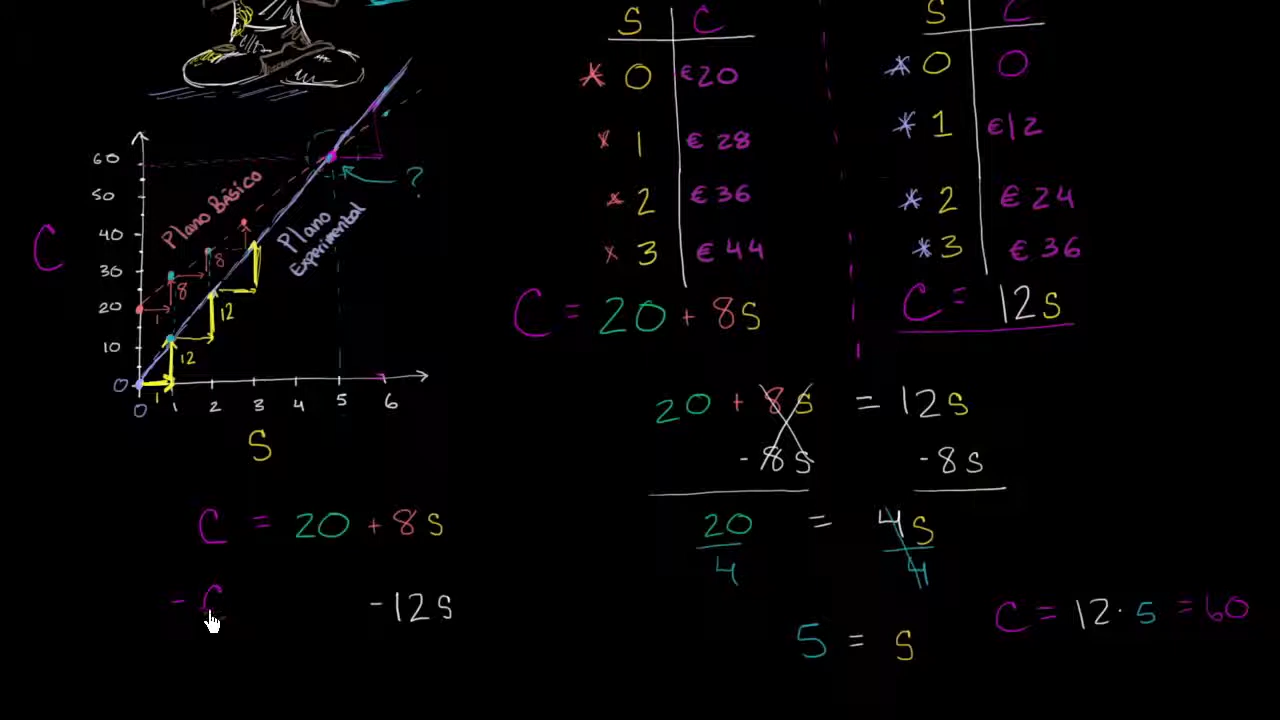 S C
* 0 €20
* 1 € 28
* 2 € 36
* 3 € 44
C = 20 + 8s
S C
* 0 0
* 1 €12
* 2 € 24
* 3 € 36
C = 12s
60
50
40
30
20
10
0
0 1 2 3 4 5 6
C
S
Plano Básico
Plano
Experimental
?
1
8
8
1
12
12
20 + 8s = 12s
-8s -8s
20 = 4s
4 4
5 = s
C = 12 · 5 = 60
C = 20 + 8s
- C -12s